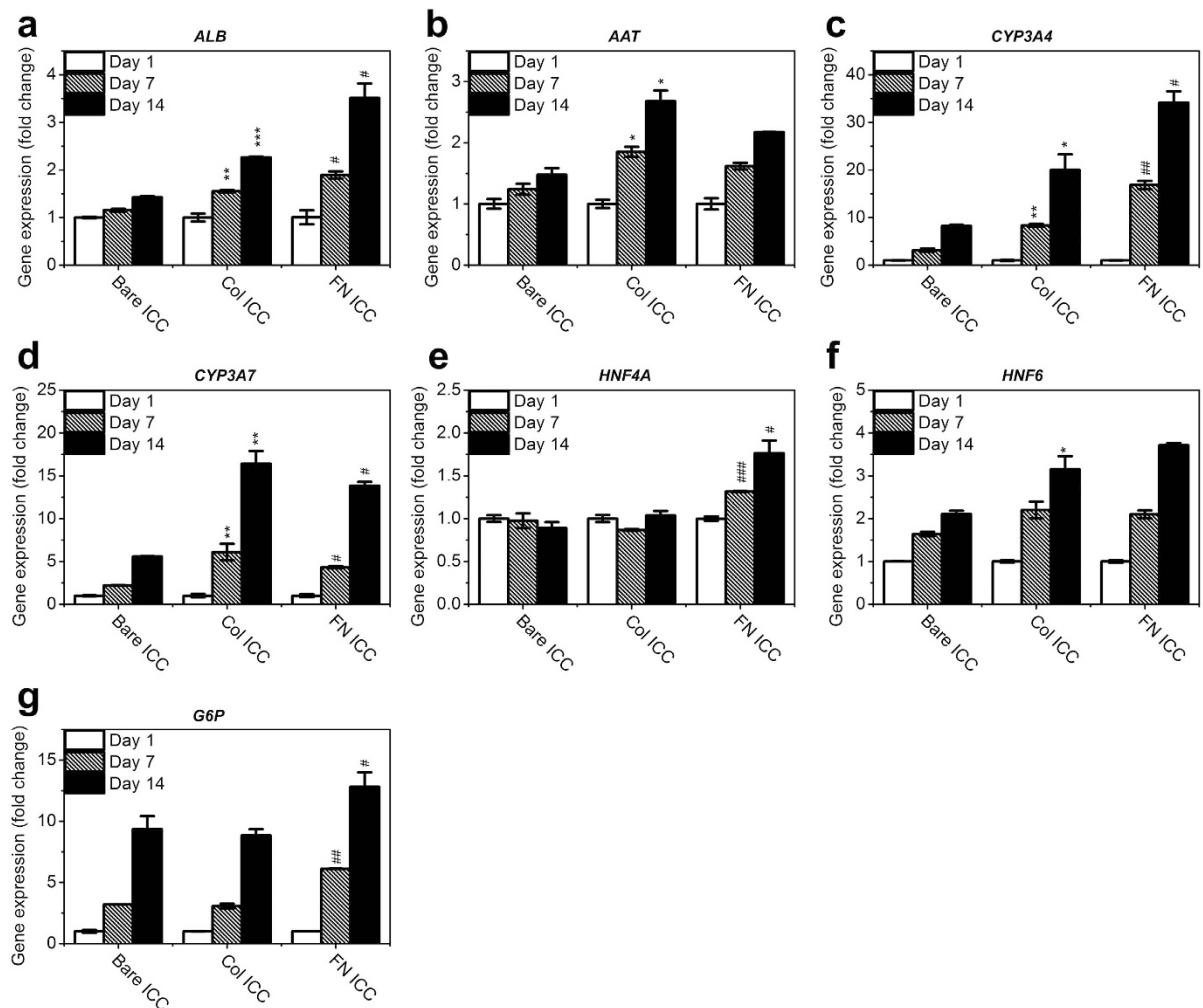 a
ALB
Gene expression (fold change)
4
3
2
1
0
Day 1
Day 7
Day 14
**
***
#
#
Bare ICC
Col ICC
FN ICC
b
AAT
Gene expression (fold change)
3
2
1
0
Day 1
Day 7
Day 14
*
*
Bare ICC
Col ICC
FN ICC
c
CYP3A4
Gene expression (fold change)
40
30
20
10
0
Day 1
Day 7
Day 14
**
*
##
#
Bare ICC
Col ICC
FN ICC
d
CYP3A7
Gene expression (fold change)
25
20
15
10
5
0
Day 1
Day 7
Day 14
**
**
#
#
Bare ICC
Col ICC
FN ICC
e
HNF4A
Gene expression (fold change)
2.5
2.0
1.5
1.0
0.5
0.0
Day 1
Day 7
Day 14
###
#
Bare ICC
Col ICC
FN ICC
f
HNF6
Gene expression (fold change)
5
4
3
2
1
0
Day 1
Day 7
Day 14
*
Bare ICC
Col ICC
FN ICC
g
G6P
Gene expression (fold change)
15
10
5
0
Day 1
Day 7
Day 14
##
#
Bare ICC
Col ICC
FN ICC